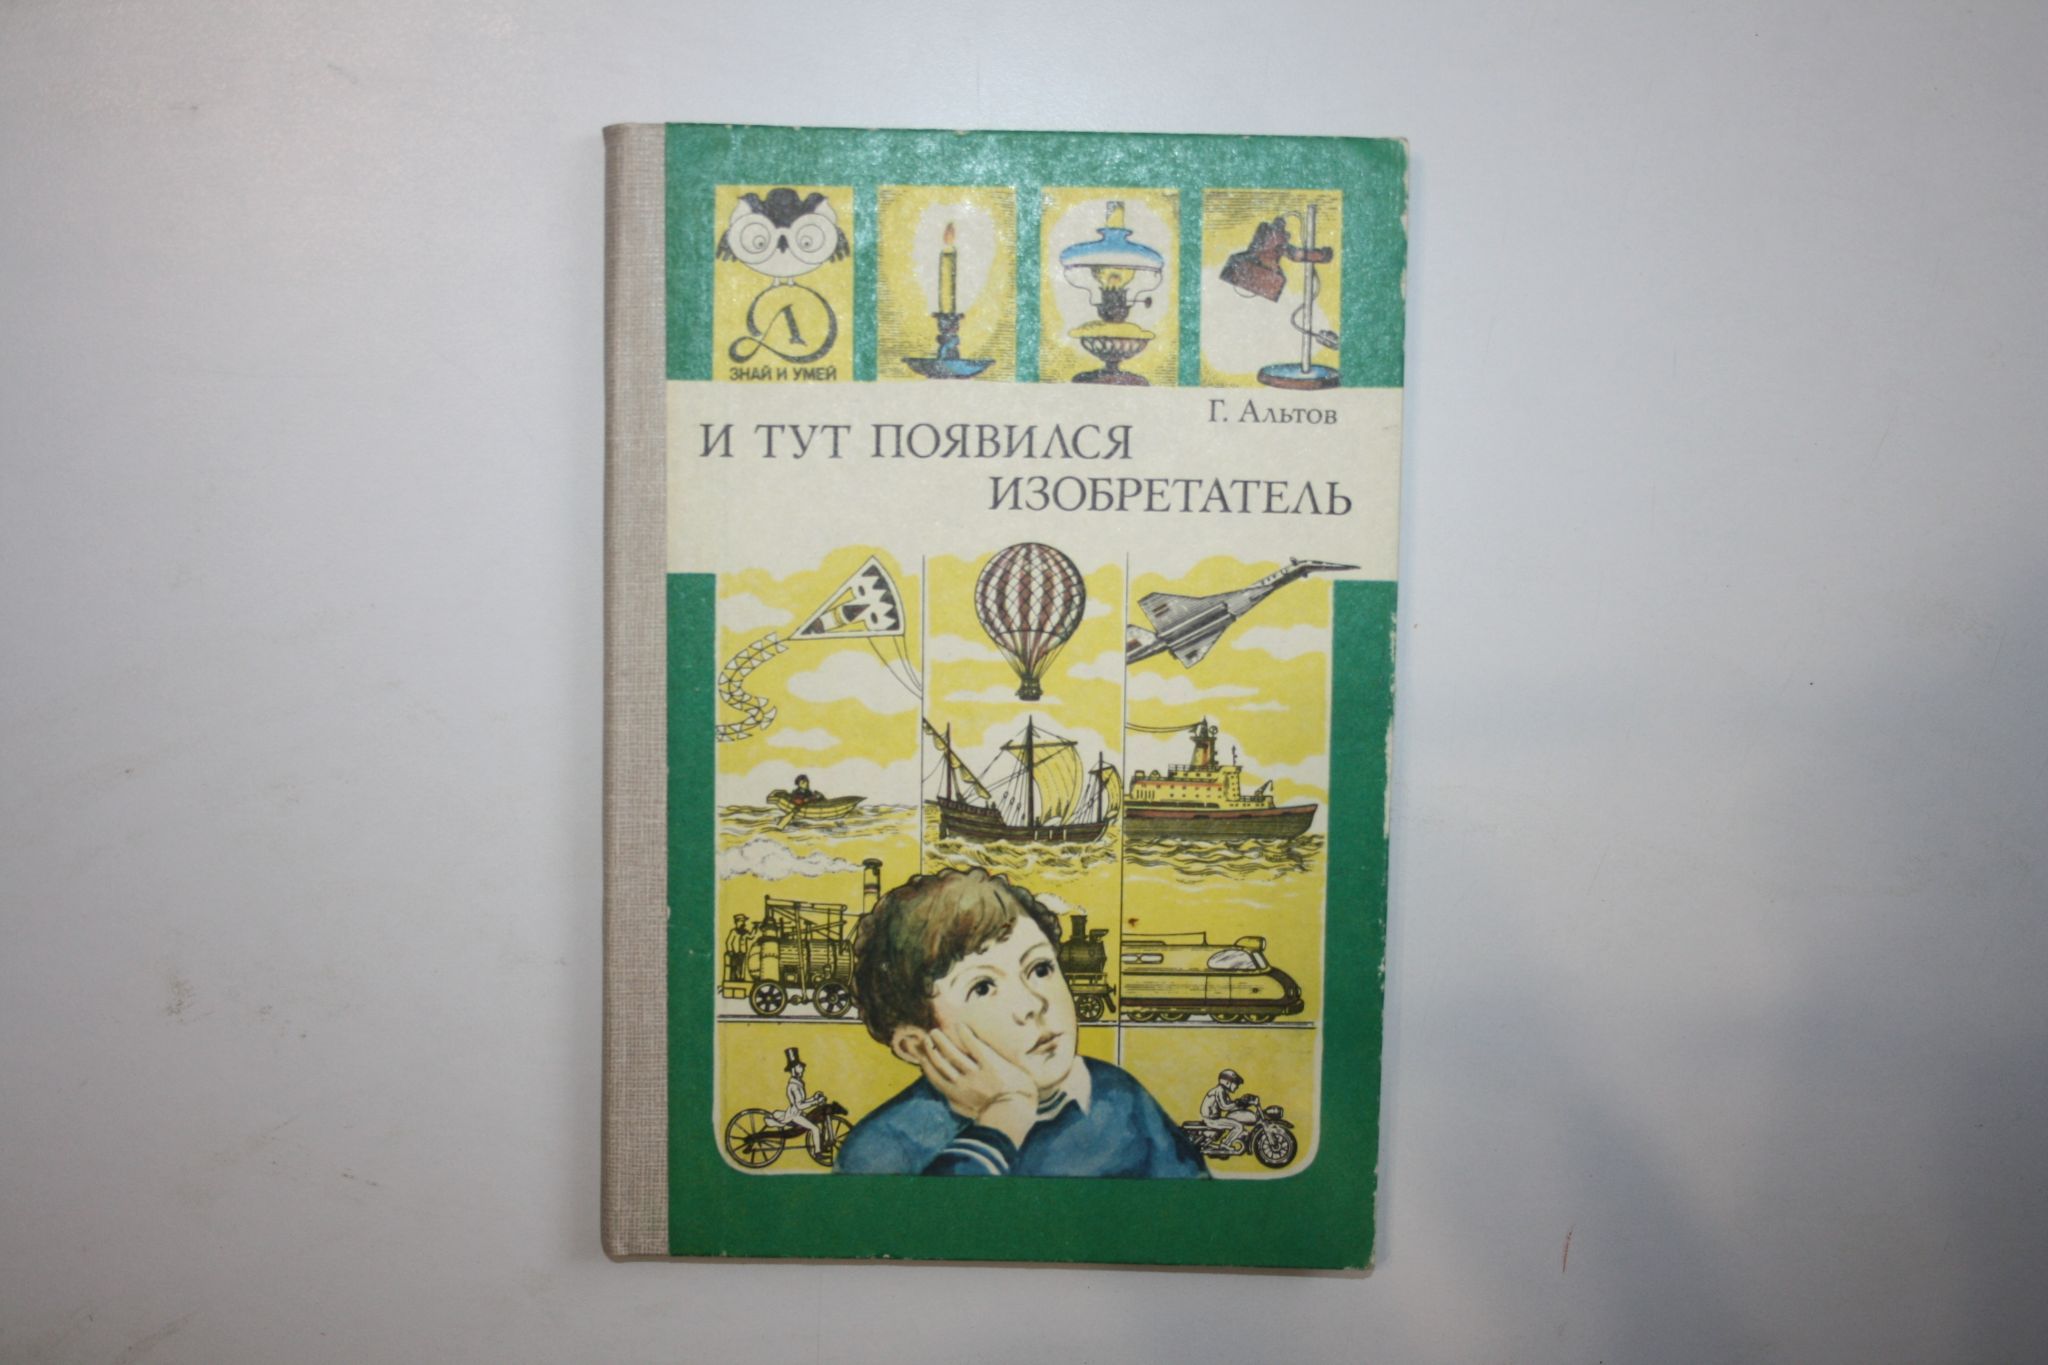 ЗНАЙ И УМЕЙ
Г. Альтов
И ТУТ ПОЯВИЛСЯ
ИЗОБРЕТАТЕЛЬ